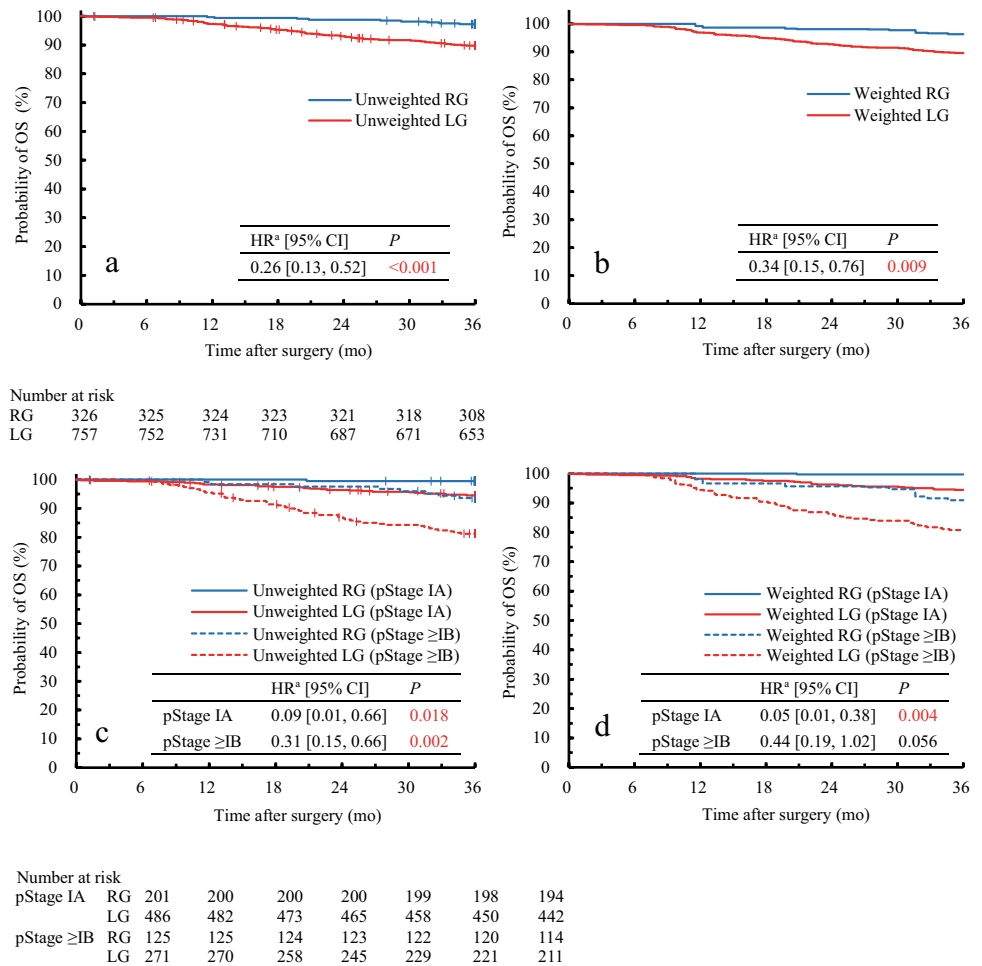 100
90
80
70
60
50
40
30
20
10
0
Probability of OS (%)
Unweighted RG
Unweighted LG
HRᵃ [95% CI] P
0.26 [0.13, 0.52] <0.001
a
0 6 12 18 24 30 36
Time after surgery (mo)
100
90
80
70
60
50
40
30
20
10
0
Probability of OS (%)
Weighted RG
Weighted LG
HRᵃ [95% CI] P
0.34 [0.15, 0.76] 0.009
b
0 6 12 18 24 30 36
Time after surgery (mo)
Number at risk
RG 326 325 324 323 321 318 308
LG 757 752 731 710 687 671 653
100
90
80
70
60
50
40
30
20
10
0
Probability of OS (%)
Unweighted RG (pStage IA)
Unweighted LG (pStage IA)
Unweighted RG (pStage ≥IB)
Unweighted LG (pStage ≥IB)
HRᵃ [95% CI] P
pStage IA 0.09 [0.01, 0.66] 0.018
pStage ≥IB 0.31 [0.15, 0.66] 0.002
c
0 6 12 18 24 30 36
Time after surgery (mo)
100
90
80
70
60
50
40
30
20
10
0
Probability of OS (%)
Weighted RG (pStage IA)
Weighted LG (pStage IA)
Weighted RG (pStage ≥IB)
Weighted LG (pStage ≥IB)
HRᵃ [95% CI] P
pStage IA 0.05 [0.01, 0.38] 0.004
pStage ≥IB 0.44 [0.19, 1.02] 0.056
d
0 6 12 18 24 30 36
Time after surgery (mo)
Number at risk
pStage IA RG 201 200 200 200 199 198 194
LG 486 482 473 465 458 450 442
pStage ≥IB RG 125 125 124 123 122 120 114
LG 271 270 258 245 229 221 211